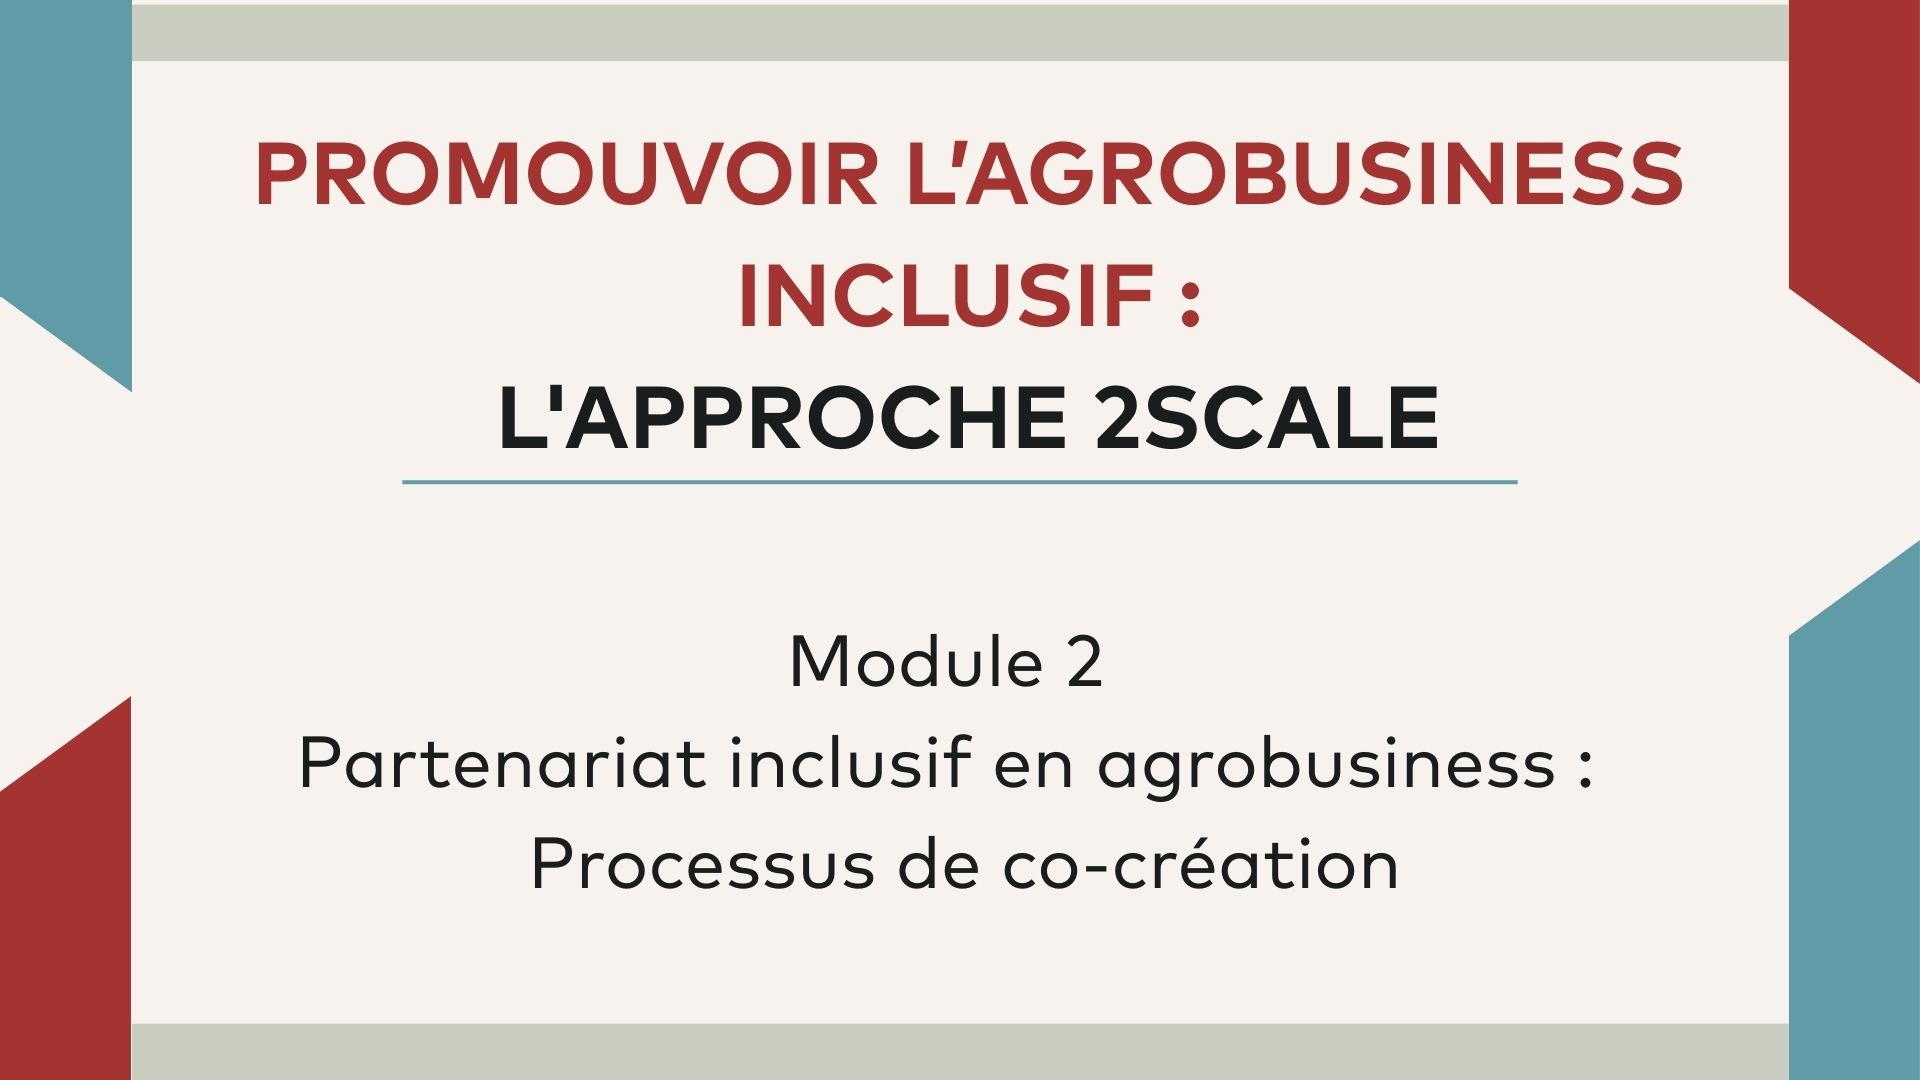 PROMOUVOIR L’AGROBUSINESS
INCLUSIF :
L'APPROCHE 2SCALE
Module 2
Partenariat inclusif en agrobusiness :
Processus de co-création